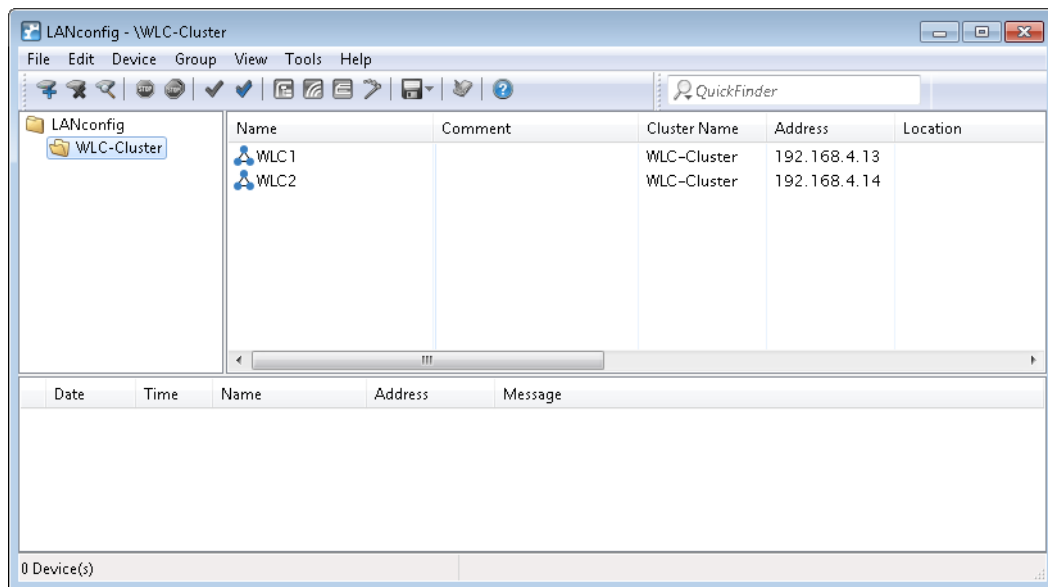 LANconfig - \WLC-Cluster
File Edit Device Group View Tools Help
QuickFinder
LANconfig
WLC-Cluster
Name Comment Cluster Name Address Location
WLC1 WLC-Cluster 192.168.4.13
WLC2 WLC-Cluster 192.168.4.14
Date Time Name Address Message
0 Device(s)